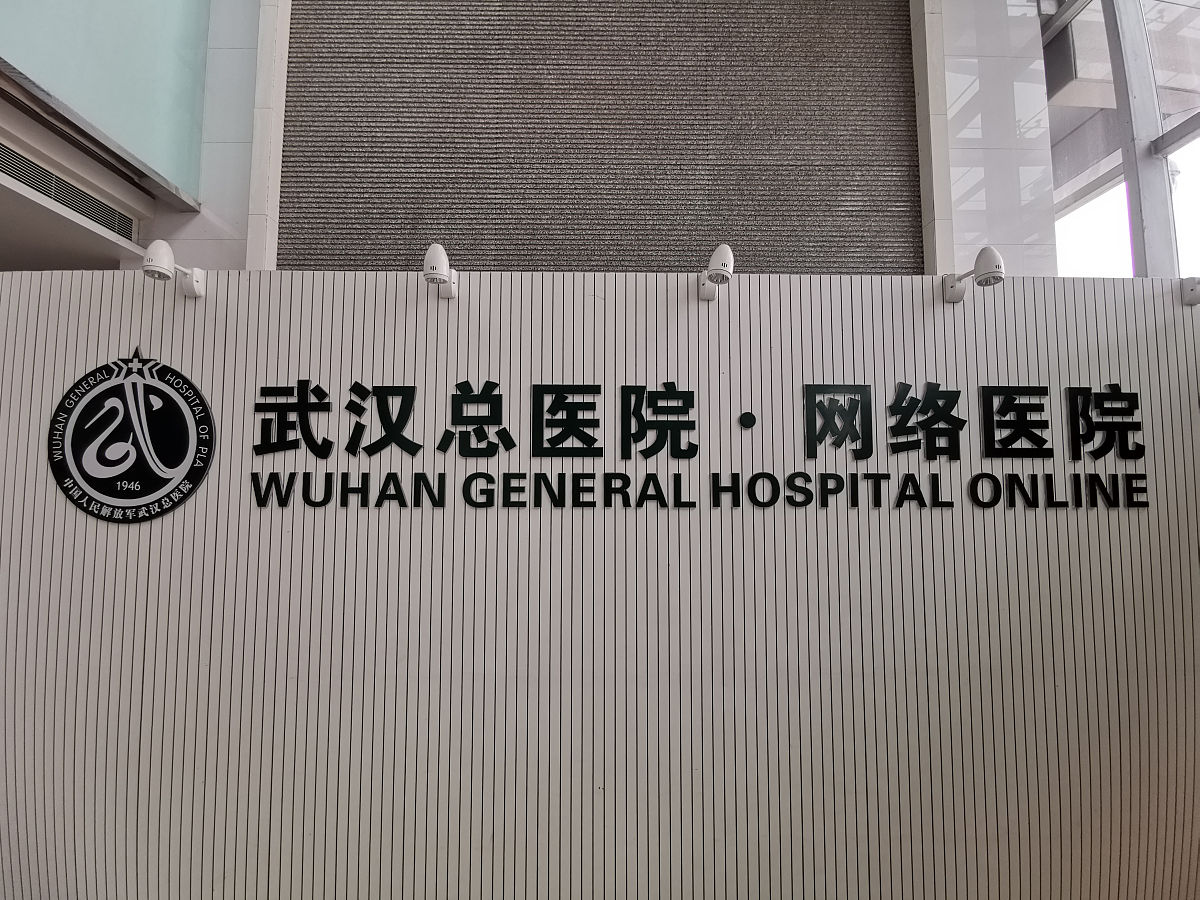 WUHAN GENERAL HOSPITAL OF PLA
1946
中国人民解放军武汉总医院
武汉总医院·网络医院
WUHAN GENERAL HOSPITAL ONLINE